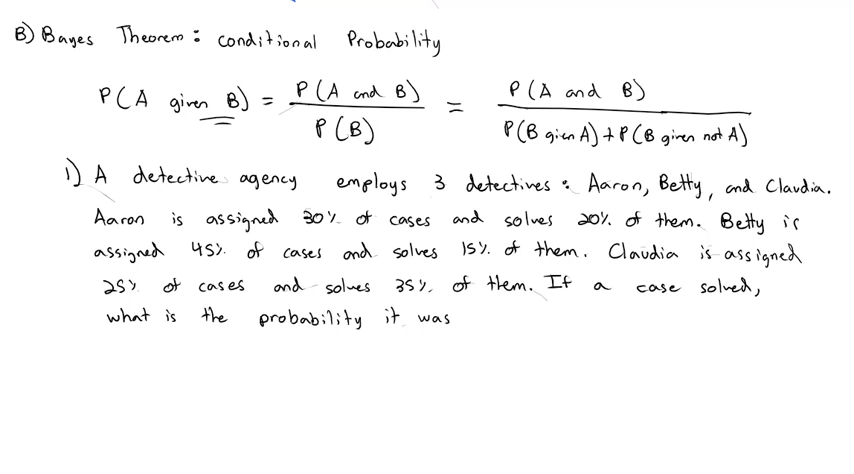 B) Bayes Theorem: conditional Probability
P(A given B) = P(A and B) / P(B) = P(A and B) / P(B given A) + P(B given not A)
1) A detective agency employs 3 detectives: Aaron, Betty, and Claudia.
Aaron is assigned 30% of cases and solves 20% of them. Betty is
assigned 45% of cases and solves 15% of them. Claudia is assigned
25% of cases and solves 35% of them. If a case solved,
what is the probability it was